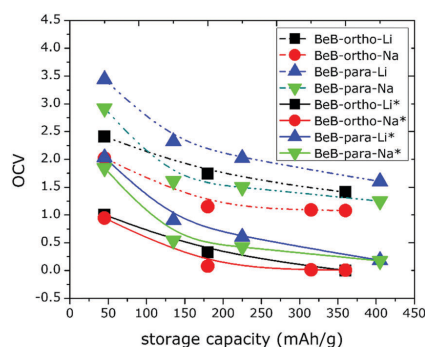 4.5
4.0
3.5
3.0
2.5
2.0
1.5
1.0
0.5
0.0
-0.5
OCV
BeB-ortho-Li
BeB-ortho-Na
BeB-para-Li
BeB-para-Na
BeB-ortho-Li*
BeB-ortho-Na*
BeB-para-Li*
BeB-para-Na*
0 50 100 150 200 250 300 350 400 450
storage capacity (mAh/g)